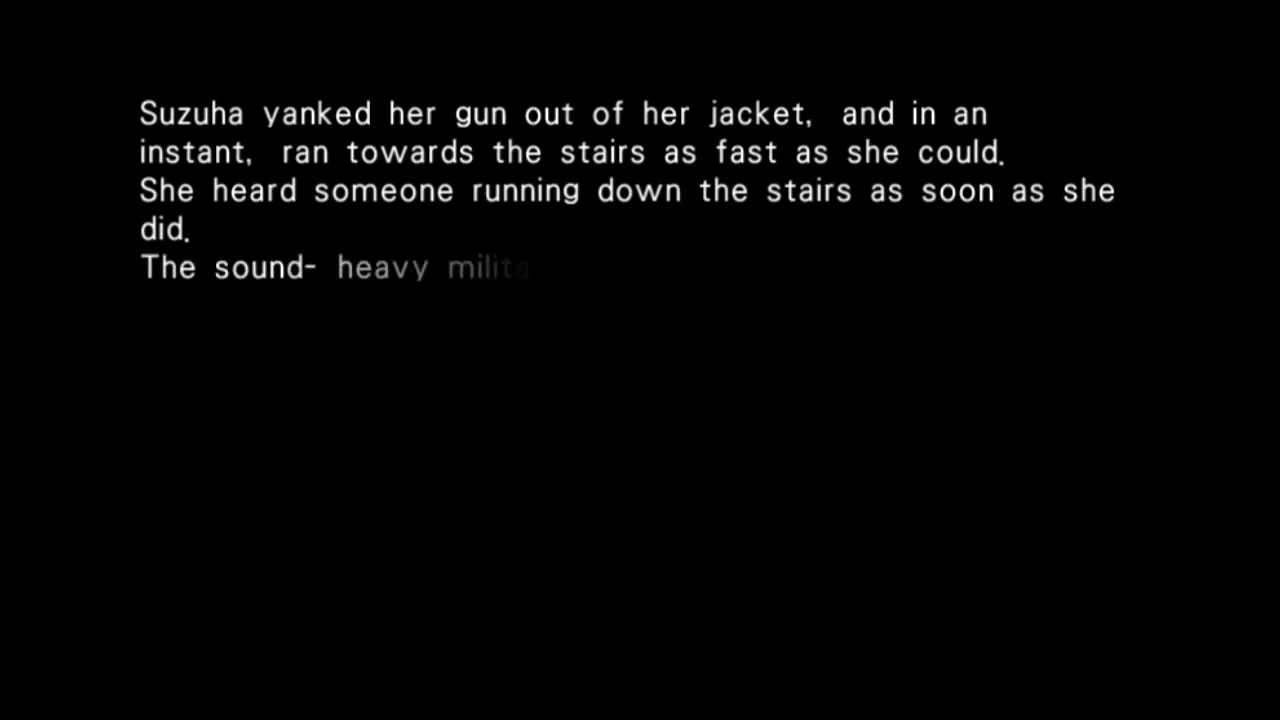 Suzuha yanked her gun out of her jacket, and in an
instant, ran towards the stairs as fast as she could.
She heard someone running down the stairs as soon as she
did.
The sound- heavy milita